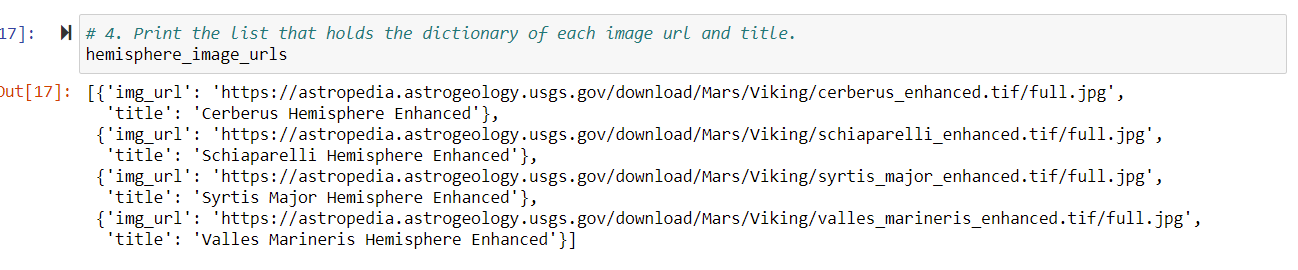 17]: # 4. Print the list that holds the dictionary of each image url and title.
hemisphere_image_urls
Out[17]: [{'img_url': 'https://astropedia.astrogeology.usgs.gov/download/Mars/Viking/cerberus_enhanced.tif/full.jpg',
'title': 'Cerberus Hemisphere Enhanced'},
{'img_url': 'https://astropedia.astrogeology.usgs.gov/download/Mars/Viking/schiaparelli_enhanced.tif/full.jpg',
'title': 'Schiaparelli Hemisphere Enhanced'},
{'img_url': 'https://astropedia.astrogeology.usgs.gov/download/Mars/Viking/syrtis_major_enhanced.tif/full.jpg',
'title': 'Syrtis Major Hemisphere Enhanced'},
{'img_url': 'https://astropedia.astrogeology.usgs.gov/download/Mars/Viking/valles_marineris_enhanced.tif/full.jpg',
'title': 'Valles Marineris Hemisphere Enhanced'}]